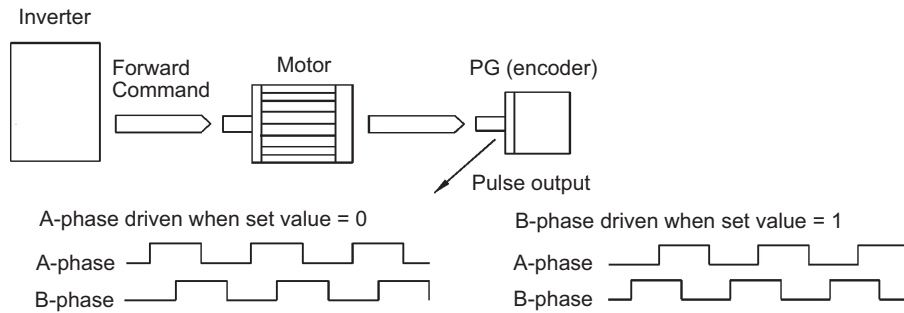 Inverter
Forward
Command
Motor
PG (encoder)
Pulse output
A-phase driven when set value = 0
A-phase
B-phase
B-phase driven when set value = 1
A-phase
B-phase